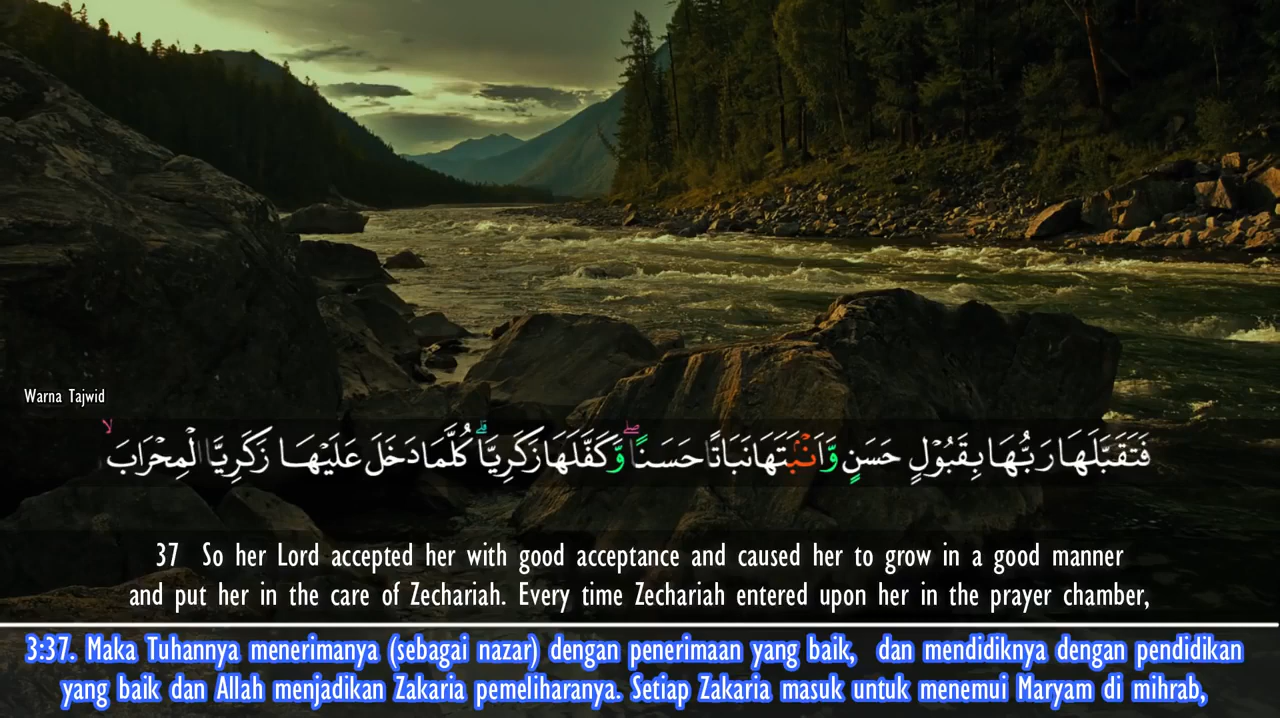 Warna Tajwid
فَتَقَبَّلَهَا رَبُّهَا بِقَبُوْلٍ حَسَنٍ وَّاَنْۢبَتَهَا نَبَاتًا حَسَنًاۖ وَّكَفَّلَهَا زَكَرِيَّاۗ كُلَّمَا دَخَلَ عَلَيْهَا زَكَرِيَّا الْمِحْرَابَۙ
37 So her Lord accepted her with good acceptance and caused her to grow in a good manner
and put her in the care of Zechariah. Every time Zechariah entered upon her in the prayer chamber,
3:37. Maka Tuhannya menerimanya (sebagai nazar) dengan penerimaan yang baik, dan mendidiknya dengan pendidikan
yang baik dan Allah menjadikan Zakaria pemeliharanya. Setiap Zakaria masuk untuk menemui Maryam di mihrab,